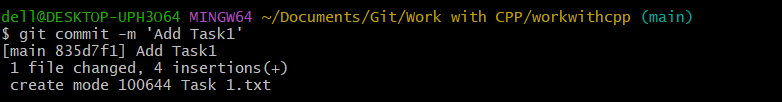 dell@DESKTOP-UPH3O64 MINGW64 ~/Documents/Git/Work with CPP/workwithcpp (main)
$ git commit -m 'Add Task1'
[main 835d7f1] Add Task1
 1 file changed, 4 insertions(+)
 create mode 100644 Task 1.txt